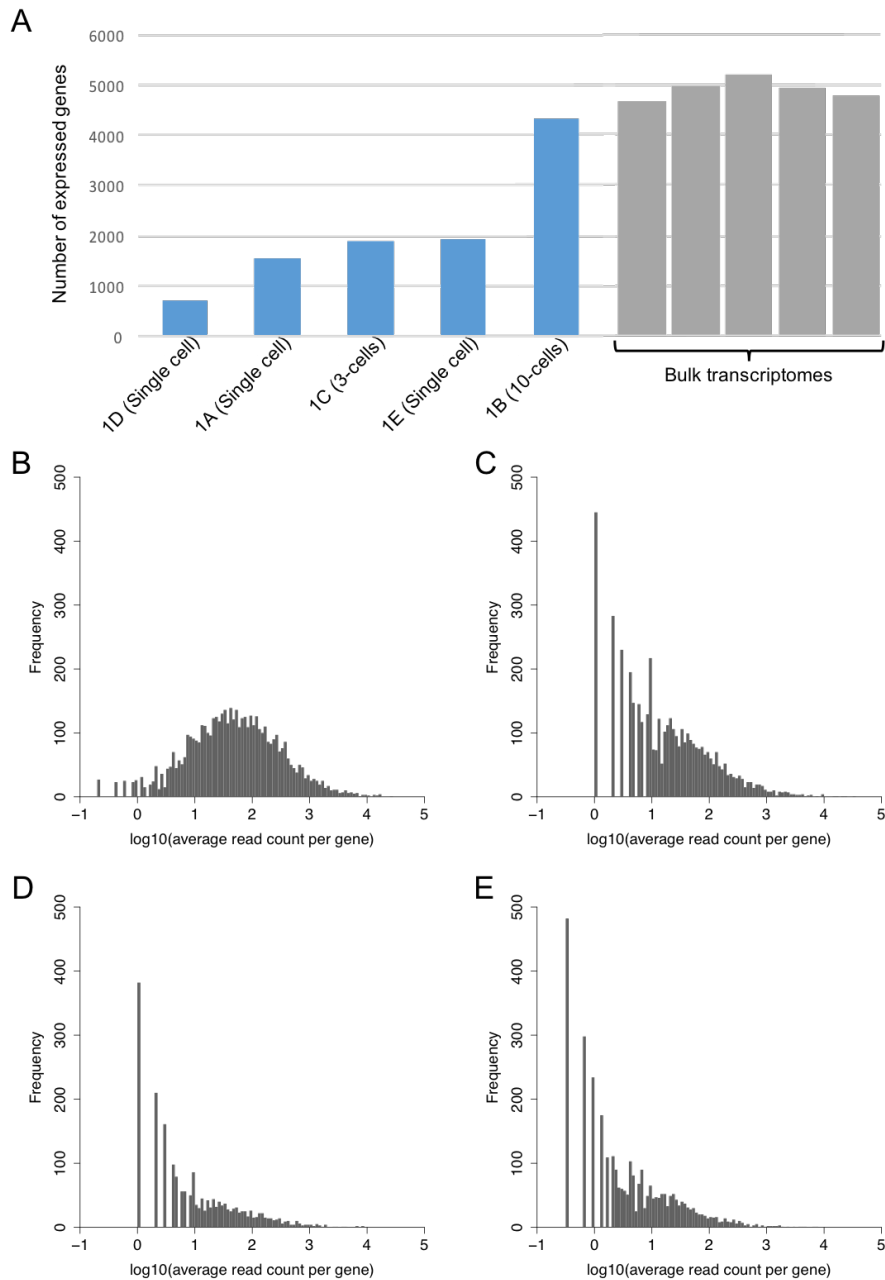 A
Number of expressed genes
6000
5000
4000
3000
2000
1000
0
1D (Single cell)
1A (Single cell)
1C (3-cells)
1E (Single cell)
1B (10-cells)
Bulk transcriptomes
B
Frequency
500
400
300
200
100
0
−1 0 1 2 3 4 5
log10(average read count per gene)
C
Frequency
500
400
300
200
100
0
−1 0 1 2 3 4 5
log10(average read count per gene)
D
Frequency
500
400
300
200
100
0
−1 0 1 2 3 4 5
log10(average read count per gene)
E
Frequency
500
400
300
200
100
0
−1 0 1 2 3 4 5
log10(average read count per gene)